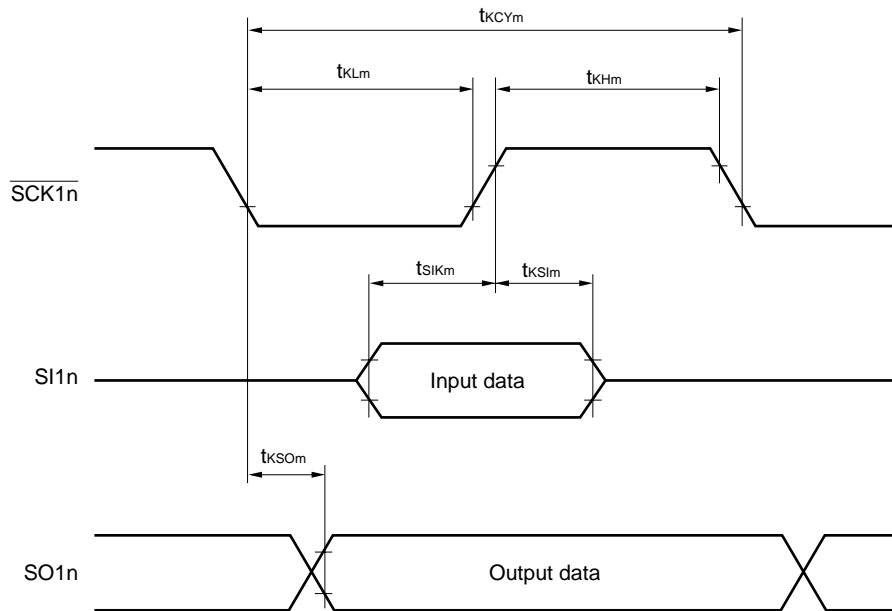 tKCYm
tKLm
tKHm
SCK1n
tSIKm
tKSIm
SI1n
Input data
tKSOm
SO1n
Output data